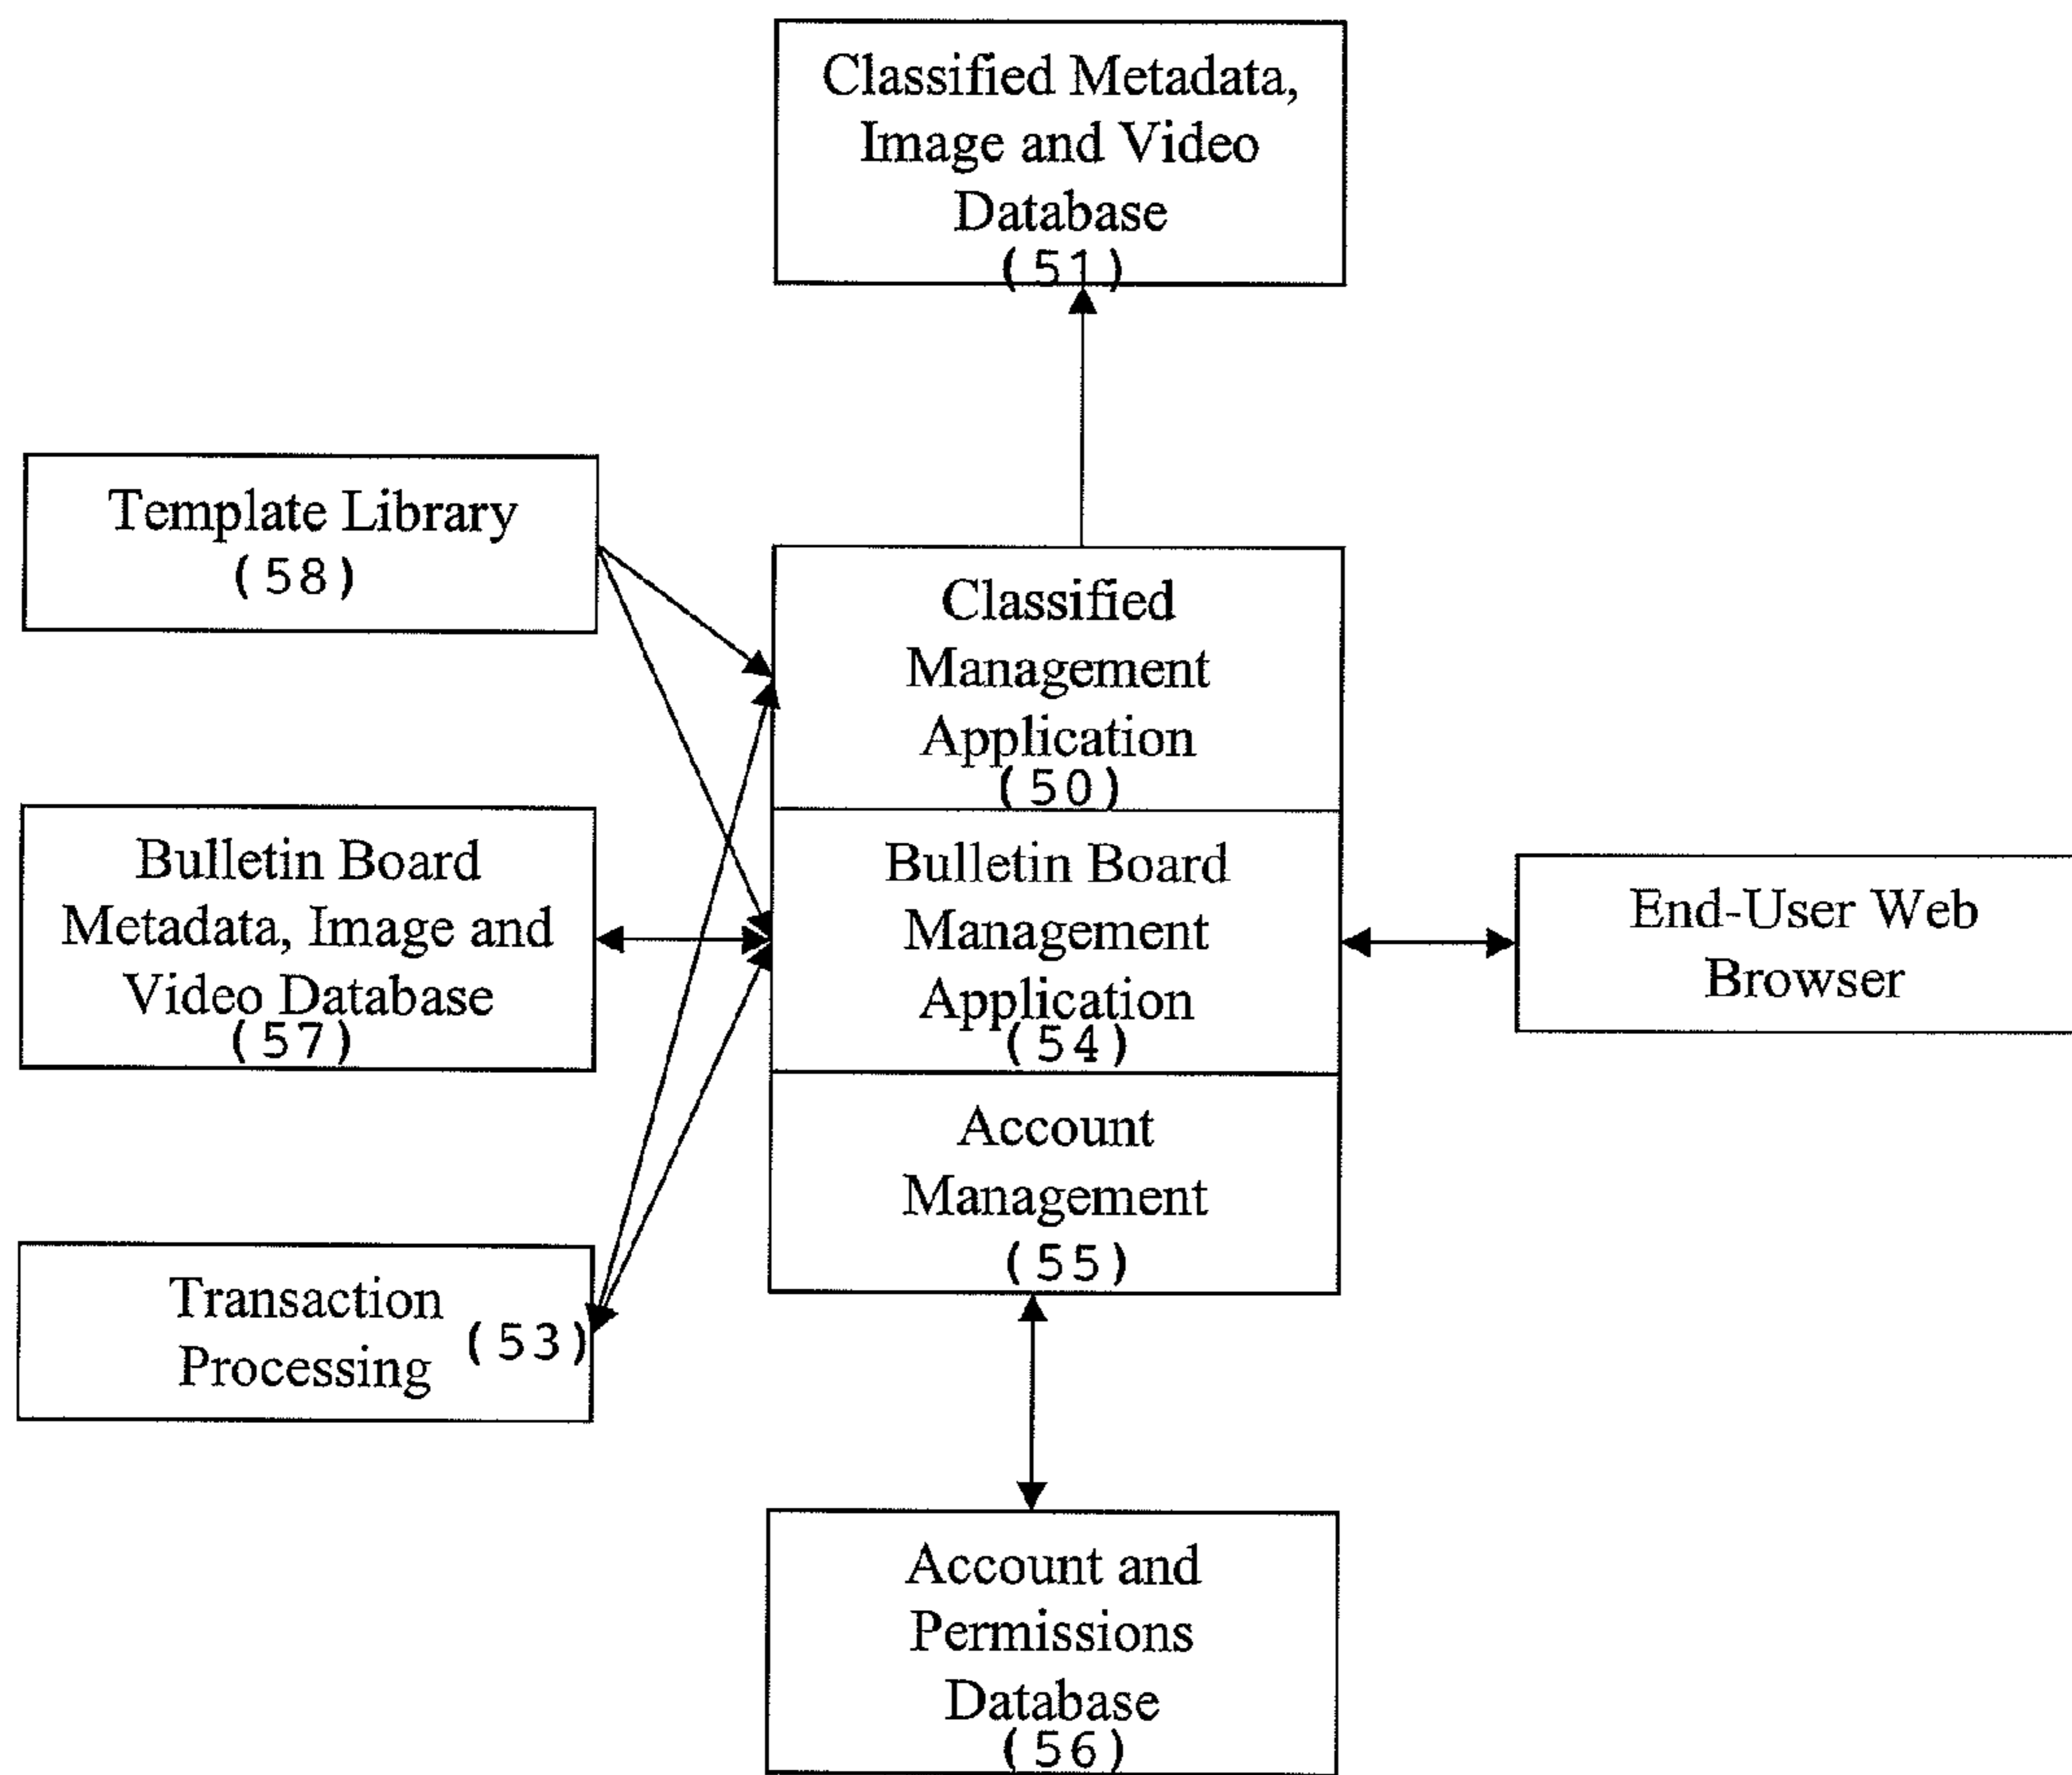 Classified Metadata,
Image and Video
Database
(51)
Template Library
(58)
Classified
Management
Application
(50)
Bulletin Board
Metadata, Image and
Video Database
(57)
Bulletin Board
Management
Application
(54)
End-User Web
Browser
Account
Management
(55)
Transaction
Processing (53)
Account and
Permissions
Database
(56)